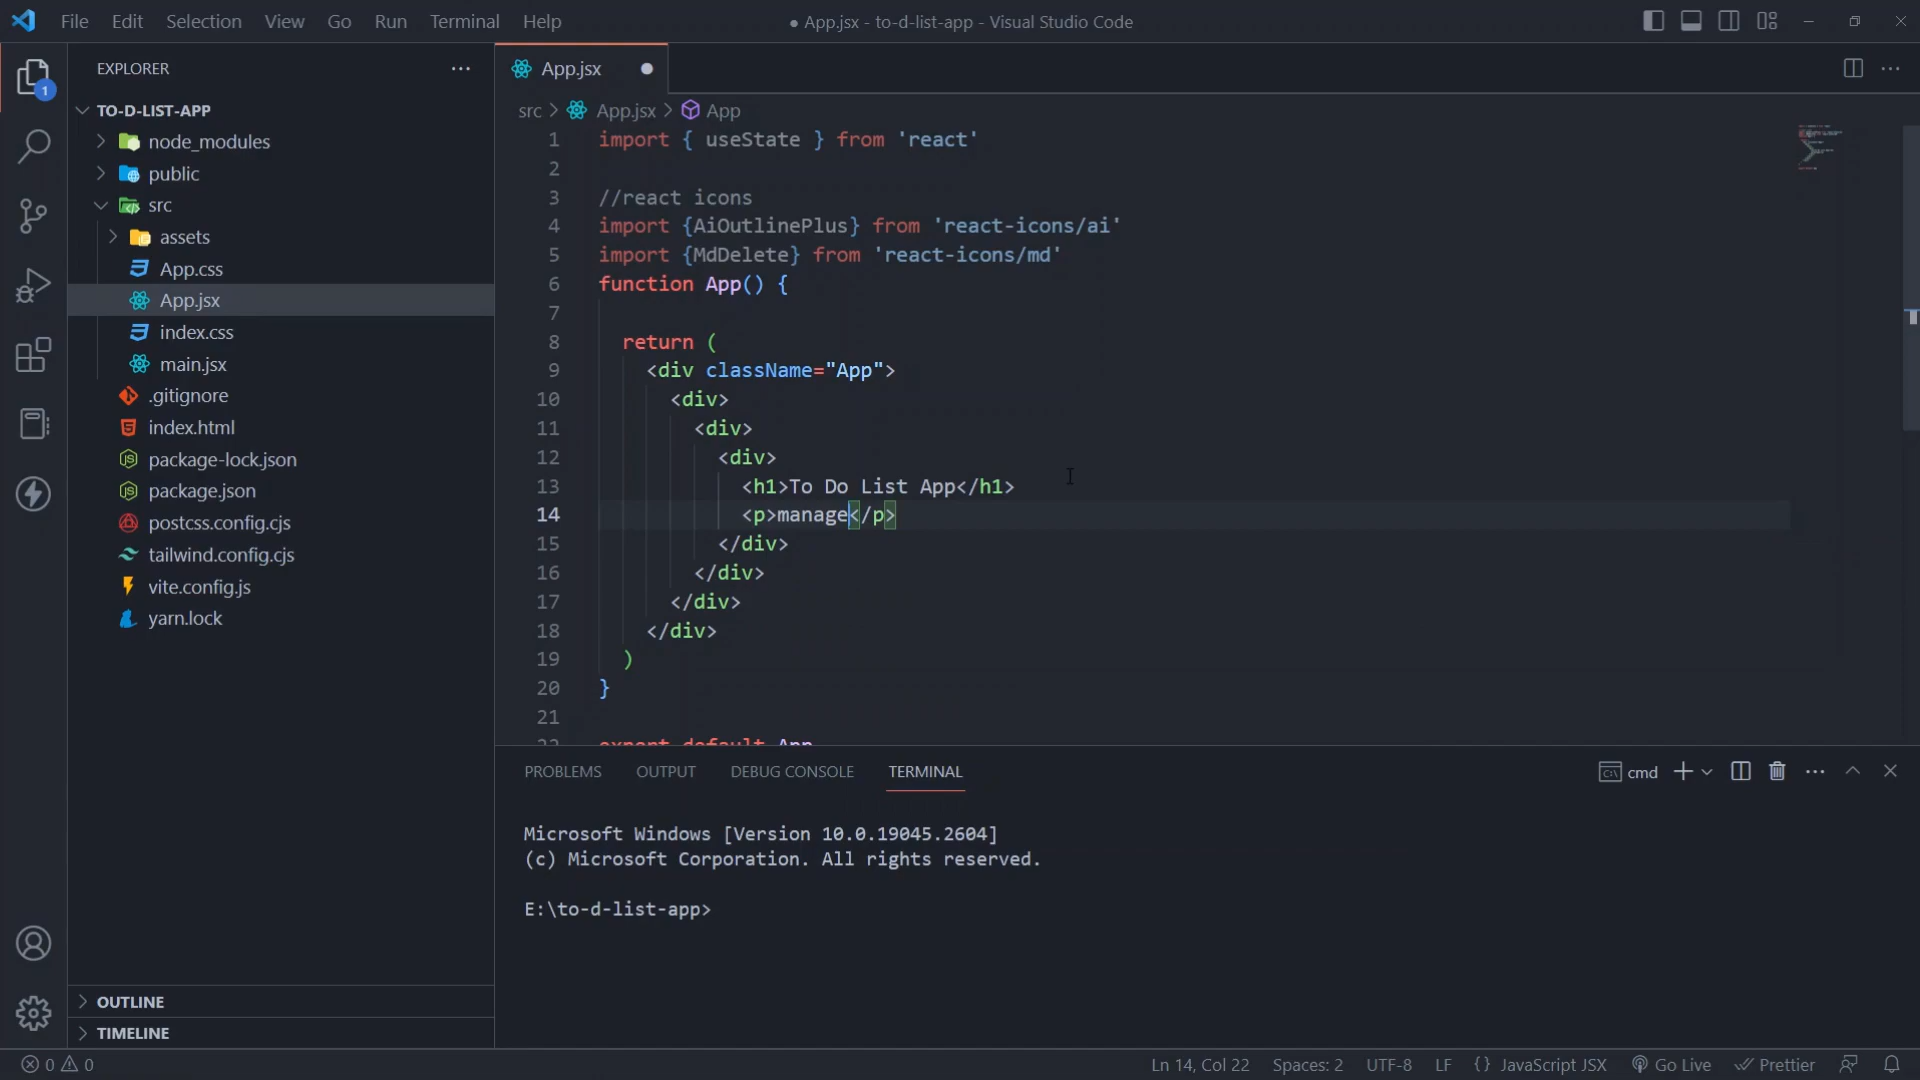 File Edit Selection View Go Run Terminal Help
● App.jsx - to-d-list-app - Visual Studio Code
1
EXPLORER
TO-D-LIST-APP
node_modules
public
src
assets
App.css
App.jsx
index.css
main.jsx
.gitignore
index.html
package-lock.json
package.json
postcss.config.cjs
tailwind.config.cjs
vite.config.js
yarn.lock
OUTLINE
TIMELINE
App.jsx
src > App.jsx > App
1 import { useState } from 'react'
2
3 //react icons
4 import {AiOutlinePlus} from 'react-icons/ai'
5 import {MdDelete} from 'react-icons/md'
6 function App() {
7
8 return (
9 <div className="App">
10 <div>
11 <div>
12 <div>
13 <h1>To Do List App</h1>
14 <p>manage</p>
15 </div>
16 </div>
17 </div>
18 </div>
19 )
20 }
21
22 export default App
PROBLEMS OUTPUT DEBUG CONSOLE TERMINAL
cmd
Microsoft Windows [Version 10.0.19045.2604]
(c) Microsoft Corporation. All rights reserved.
E:\to-d-list-app>
0 0
Ln 14, Col 22 Spaces: 2 UTF-8 LF {} JavaScript JSX Go Live Prettier